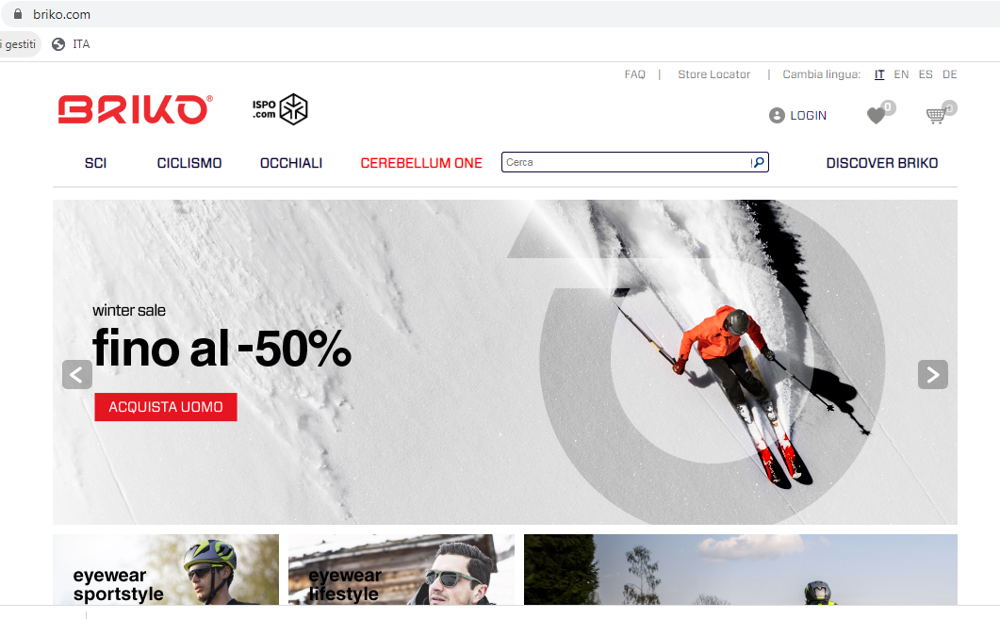 briko.com
i gestiti
ITA
FAQ | Store Locator | Cambia lingua: IT EN ES DE
BRIKO®
ISPO
.com
LOGIN
0
SCI CICLISMO OCCHIALI CEREBELLUM ONE Cerca DISCOVER BRIKO
winter sale
fino al -50%
ACQUISTA UOMO
eyewear
sportstyle
eyewear
lifestyle